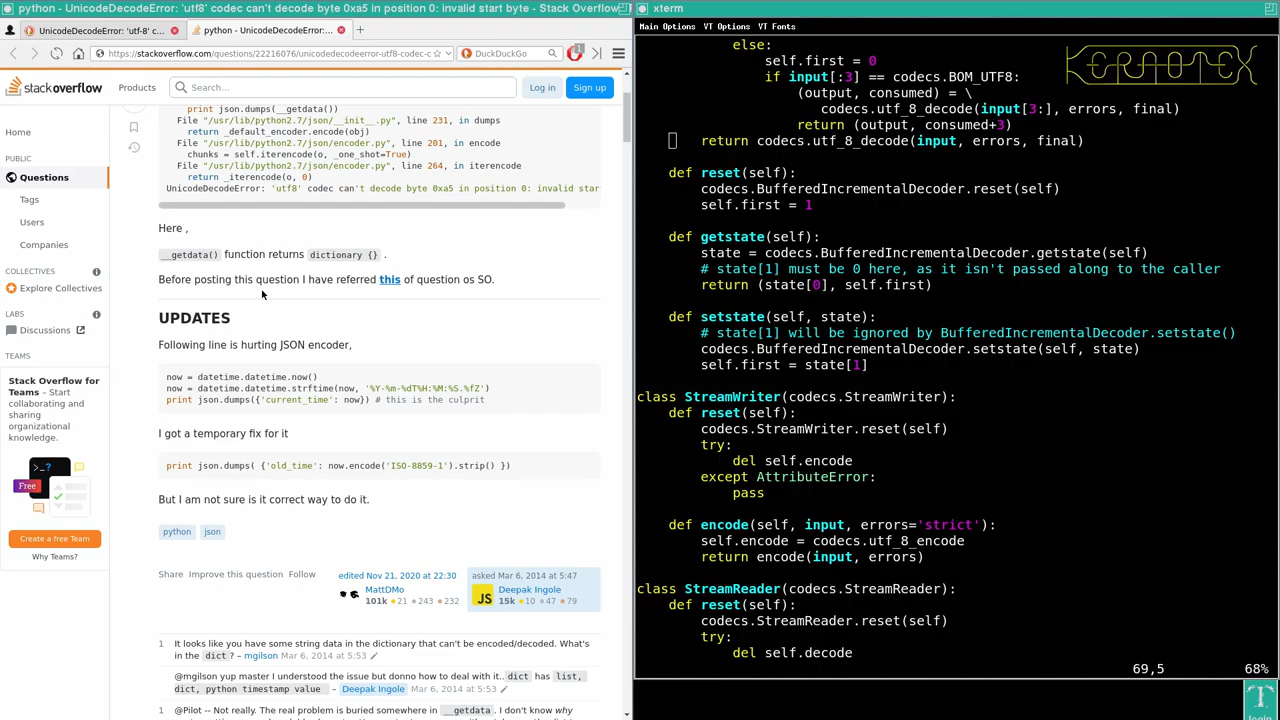 python - UnicodeDecodeError: 'utf8' codec can't decode byte 0xa5 in position 0: invalid start byte - Stack Overflow
UnicodeDecodeError: 'utf-8' c...
python - UnicodeDecodeError:...
https://stackoverflow.com/questions/22216076/unicodedecodeerror-utf8-codec-c
DuckDuckGo
1
stackoverflow
Products
Search...
Log in
Sign up
Home
PUBLIC
Questions
Tags
Users
Companies
COLLECTIVES
Explore Collectives
LABS
Discussions
TEAMS
Stack Overflow for
Teams – Start
collaborating and
sharing
organizational
knowledge.
>_?
Free
Create a free Team
Why Teams?
print json.dumps(__getdata())
File "/usr/lib/python2.7/json/__init__.py", line 231, in dumps
return _default_encoder.encode(obj)
File "/usr/lib/python2.7/json/encoder.py", line 201, in encode
chunks = self.iterencode(o, _one_shot=True)
File "/usr/lib/python2.7/json/encoder.py", line 264, in iterencode
return _iterencode(o, 0)
UnicodeDecodeError: 'utf8' codec can't decode byte 0xa5 in position 0: invalid star
Here ,
__getdata() function returns dictionary {} .
Before posting this question I have referred this of question os SO.
UPDATES
Following line is hurting JSON encoder,
now = datetime.datetime.now()
now = datetime.datetime.strftime(now, '%Y-%m-%dT%H:%M:%S.%fZ')
print json.dumps({'current_time': now}) # this is the culprit
I got a temporary fix for it
print json.dumps( {'old_time': now.encode('ISO-8859-1').strip() })
But I am not sure is it correct way to do it.
python json
Share Improve this question Follow
edited Nov 21, 2020 at 22:30
MattDMo
101k 21 243 232
asked Mar 6, 2014 at 5:47
JS
Deepak Ingole
15k 10 47 79
1 It looks like you have some string data in the dictionary that can't be encoded/decoded. What's
in the dict? – mgilson Mar 6, 2014 at 5:53
@mgilson yup master I understood the issue but donno how to deal with it.. dict has list,
dict, python timestamp value – Deepak Ingole Mar 6, 2014 at 5:53
1 @Pilot -- Not really. The real problem is buried somewhere in __getdata. I don't know why
xterm
Main Options VT Options VT Fonts
KERAOTEX
else:
self.first = 0
if input[:3] == codecs.BOM_UTF8:
(output, consumed) = \
codecs.utf_8_decode(input[3:], errors, final)
return (output, consumed+3)
return codecs.utf_8_decode(input, errors, final)
def reset(self):
codecs.BufferedIncrementalDecoder.reset(self)
self.first = 1
def getstate(self):
state = codecs.BufferedIncrementalDecoder.getstate(self)
# state[1] must be 0 here, as it isn't passed along to the caller
return (state[0], self.first)
def setstate(self, state):
# state[1] will be ignored by BufferedIncrementalDecoder.setstate()
codecs.BufferedIncrementalDecoder.setstate(self, state)
self.first = state[1]
class StreamWriter(codecs.StreamWriter):
def reset(self):
codecs.StreamWriter.reset(self)
try:
del self.encode
except AttributeError:
pass
def encode(self, input, errors='strict'):
self.encode = codecs.utf_8_encode
return encode(input, errors)
class StreamReader(codecs.StreamReader):
def reset(self):
codecs.StreamReader.reset(self)
try:
del self.decode
69,5 68%
login